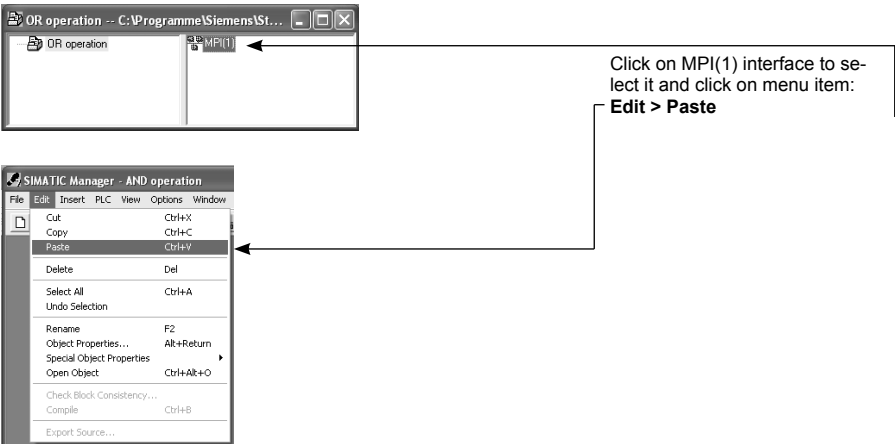 OR operation -- C:\Programme\Siemens\St...
OR operation
MPI(1)
Click on MPI(1) interface to se-
lect it and click on menu item:
Edit > Paste
SIMATIC Manager - AND operation
File Edit Insert PLC View Options Window
Cut Ctrl+X
Copy Ctrl+C
Paste Ctrl+V
Delete Del
Select All Ctrl+A
Undo Selection
Rename F2
Object Properties... Alt+Return
Special Object Properties
Open Object Ctrl+Alt+O
Check Block Consistency...
Compile Ctrl+B
Export Source...